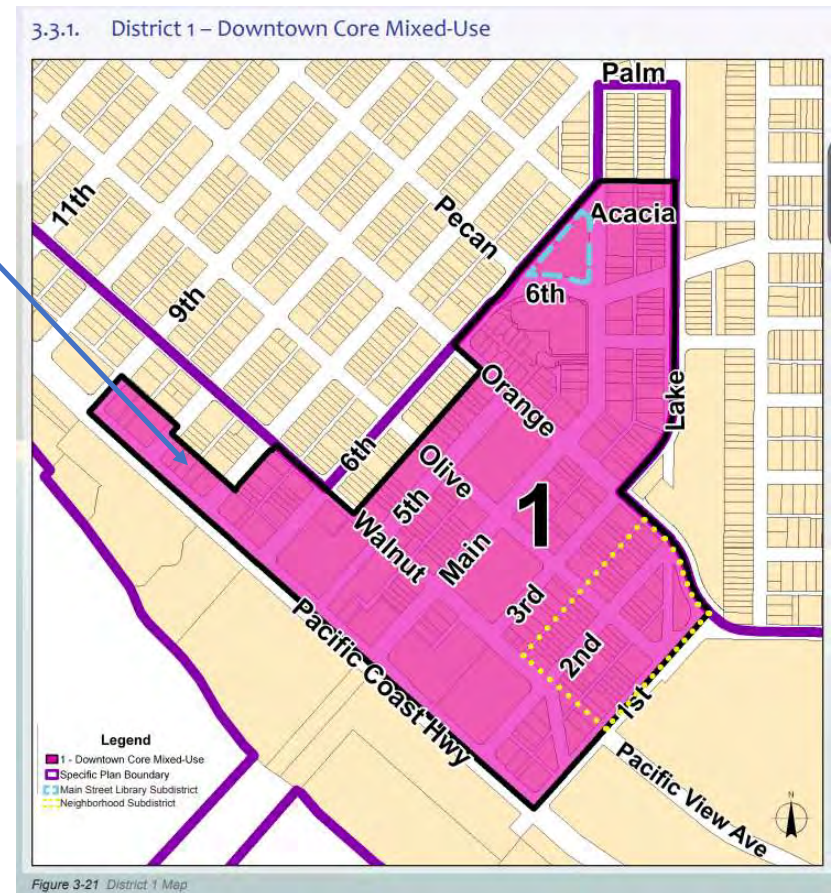 3.3.1. District 1 – Downtown Core Mixed-Use
Palm
11th
Pecan
Acacia
9th
6th
Orange
Lake
6th
Olive
5th
1
Walnut
Main
3rd
2nd
Pacific Coast Hwy
1st
Pacific View Ave
Legend
1 - Downtown Core Mixed-Use
Specific Plan Boundary
Main Street Library Subdistrict
Neighborhood Subdistrict
N
Figure 3-21 District 1 Map